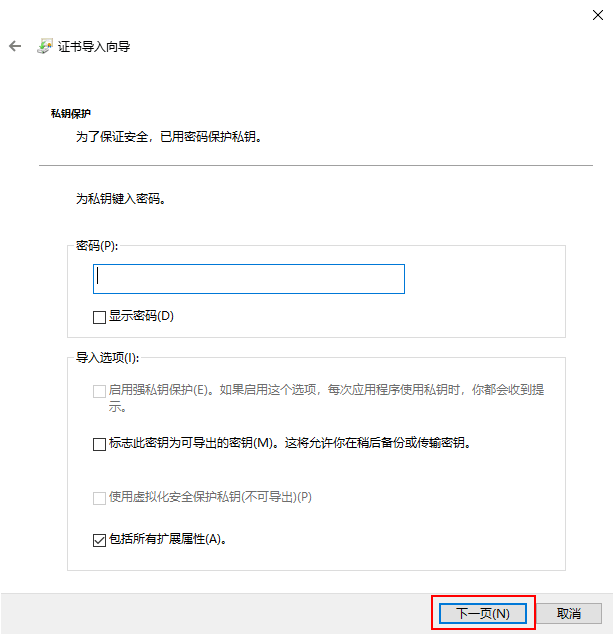 证书导入向导
私钥保护
为了保证安全，已用密码保护私钥。
为私钥键入密码。
密码(P):
显示密码(D)
导入选项(I):
启用强私钥保护(E)。如果启用这个选项，每次应用程序使用私钥时，你都会收到提
示。
标志此密钥为可导出的密钥(M)。这将允许你在稍后备份或传输密钥。
使用虚拟化安全保护私钥(不可导出)(P)
包括所有扩展属性(A)。
下一页(N)
取消